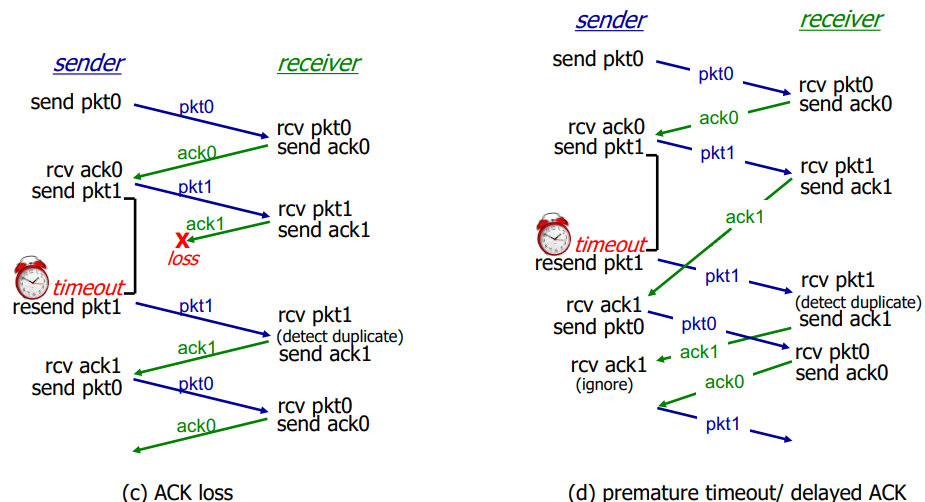 sender
receiver
send pkt0
pkt0
rcv pkt0
send ack0
ack0
rcv ack0
send pkt1
pkt1
rcv pkt1
send ack1
ack1
X
loss
timeout
resend pkt1
pkt1
rcv pkt1
(detect duplicate)
send ack1
ack1
rcv ack1
send pkt0
pkt0
rcv pkt0
send ack0
ack0
(c) ACK loss
sender
receiver
send pkt0
pkt0
rcv pkt0
send ack0
ack0
rcv ack0
send pkt1
pkt1
rcv pkt1
send ack1
ack1
timeout
resend pkt1
pkt1
rcv pkt1
(detect duplicate)
send ack1
rcv ack1
send pkt0
pkt0
ack1
rcv ack1
(ignore)
rcv pkt0
send ack0
ack0
pkt1
(d) premature timeout/ delayed ACK